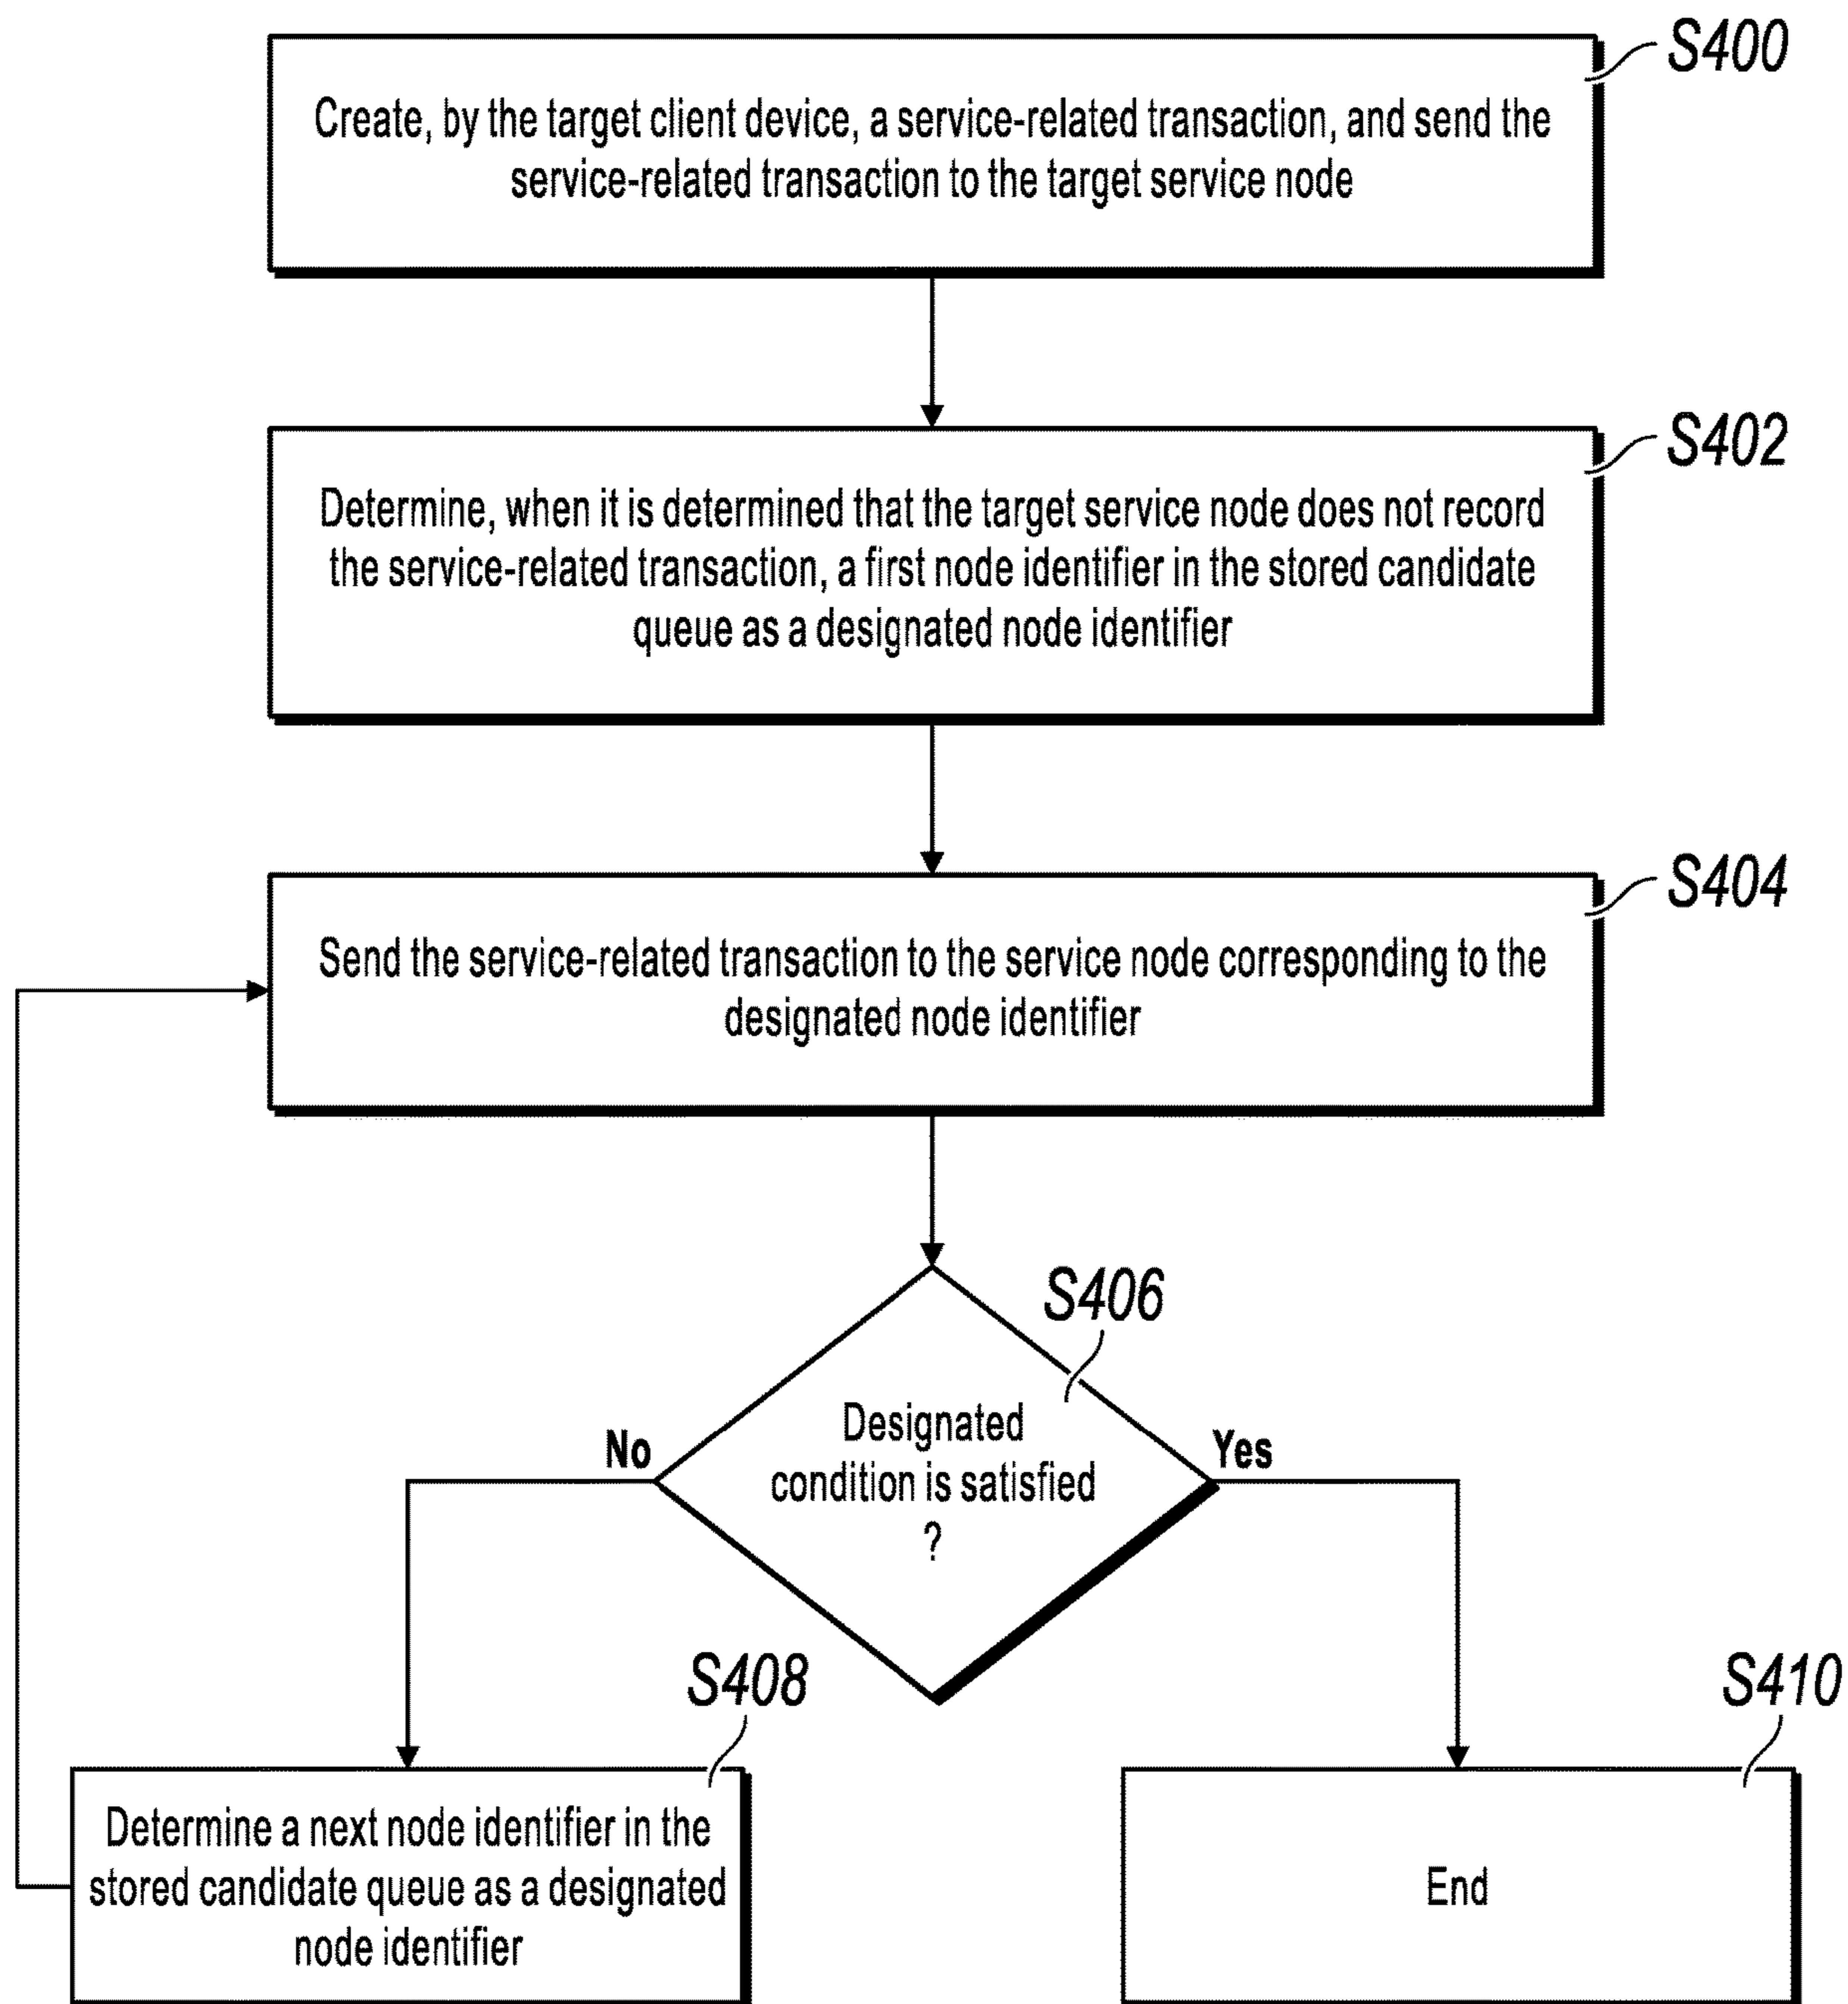 S400
Create, by the target client device, a service-related transaction, and send the
service-related transaction to the target service node
S402
Determine, when it is determined that the target service node does not record
the service-related transaction, a first node identifier in the stored candidate
queue as a designated node identifier
S404
Send the service-related transaction to the service node corresponding to the
designated node identifier
S406
Designated
condition is satisfied
?
No
Yes
S408
Determine a next node identifier in the
stored candidate queue as a designated
node identifier
S410
End